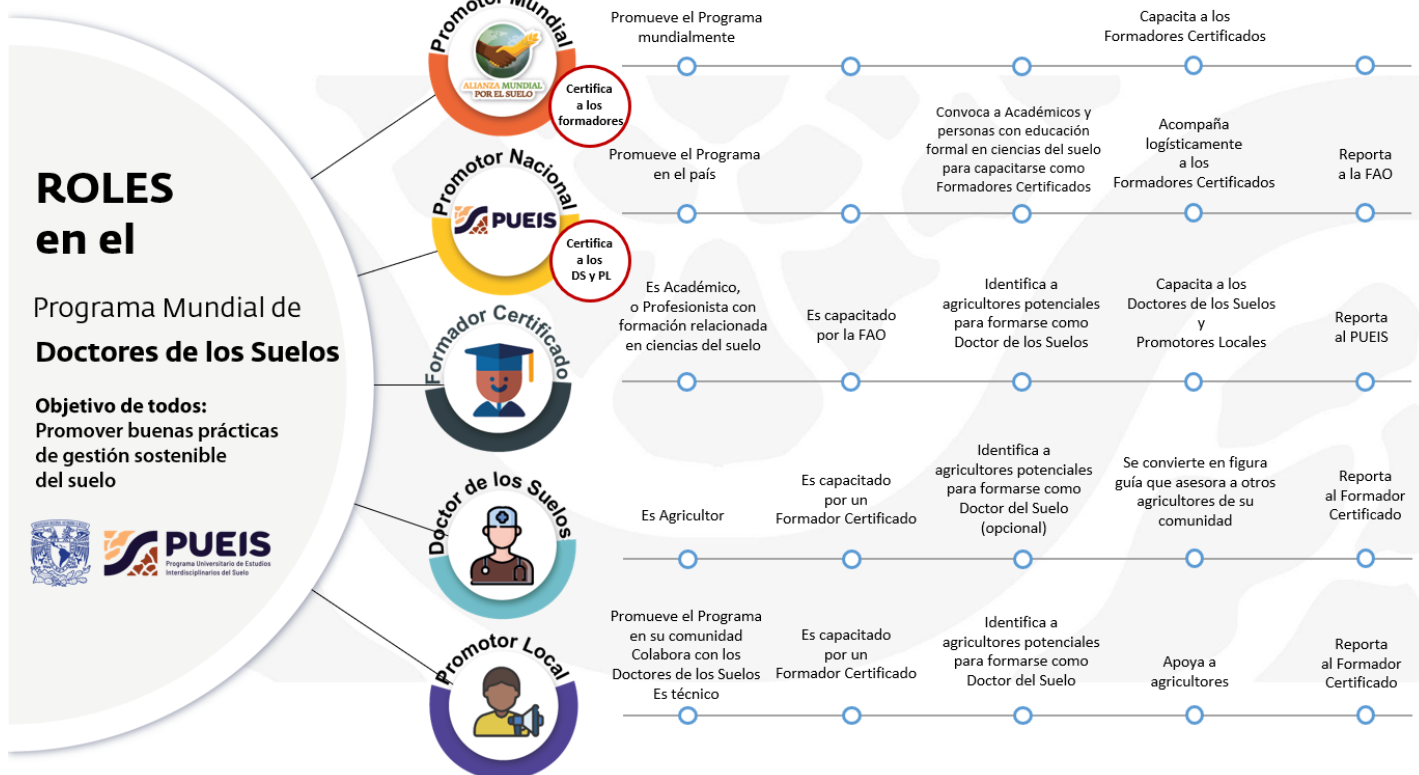 ROLES
en el
Programa Mundial de
Doctores de los Suelos
Objetivo de todos:
Promover buenas prácticas
de gestión sostenible
del suelo
PUEIS
Programa Universitario de Estudios
Interdisciplinarios del Suelo
Promotor Mundial
ALIANZA MUNDIAL
POR EL SUELO
Certifica
a los
formadores
Promueve el Programa
mundialmente
Capacita a los
Formadores Certificados
Promotor Nacional
PUEIS
Certifica
a los
DS y PL
Promueve el Programa
en el país
Convoca a Académicos y
personas con educación
formal en ciencias del suelo
para capacitarse como
Formadores Certificados
Acompaña
logísticamente
a los
Formadores Certificados
Reporta
a la FAO
Formador Certificado
Es Académico,
o Profesionista con
formación relacionada
en ciencias del suelo
Es capacitado
por la FAO
Identifica a
agricultores potenciales
para formarse como
Doctor de los Suelos
Capacita a los
Doctores de los Suelos
y
Promotores Locales
Reporta
al PUEIS
Doctor de los Suelos
Es Agricultor
Es capacitado
por un
Formador Certificado
Identifica a
agricultores potenciales
para formarse como
Doctor del Suelo
(opcional)
Se convierte en figura
guía que asesora a otros
agricultores de su
comunidad
Reporta
al Formador
Certificado
Promotor Local
Promueve el Programa
en su comunidad
Colabora con los
Doctores de los Suelos
Es técnico
Es capacitado
por un
Formador Certificado
Identifica a
agricultores potenciales
para formarse como
Doctor del Suelo
Apoya a
agricultores
Reporta
al Formador
Certificado